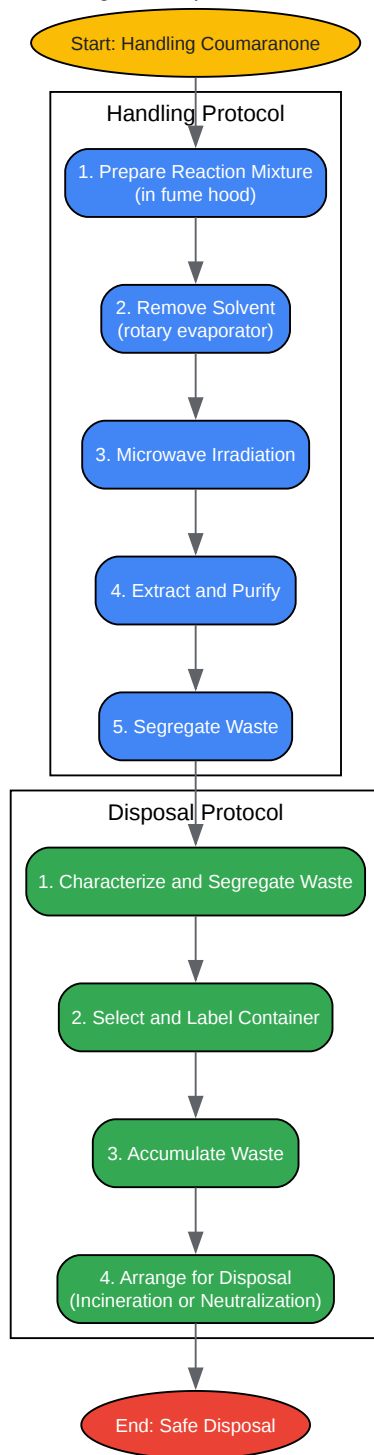 Start: Handling Coumaranone
Handling Protocol
1. Prepare Reaction Mixture
(in fume hood)
2. Remove Solvent
(rotary evaporator)
3. Microwave Irradiation
4. Extract and Purify
5. Segregate Waste
Disposal Protocol
1. Characterize and Segregate Waste
2. Select and Label Container
3. Accumulate Waste
4. Arrange for Disposal
(Incineration or Neutralization)
End: Safe Disposal